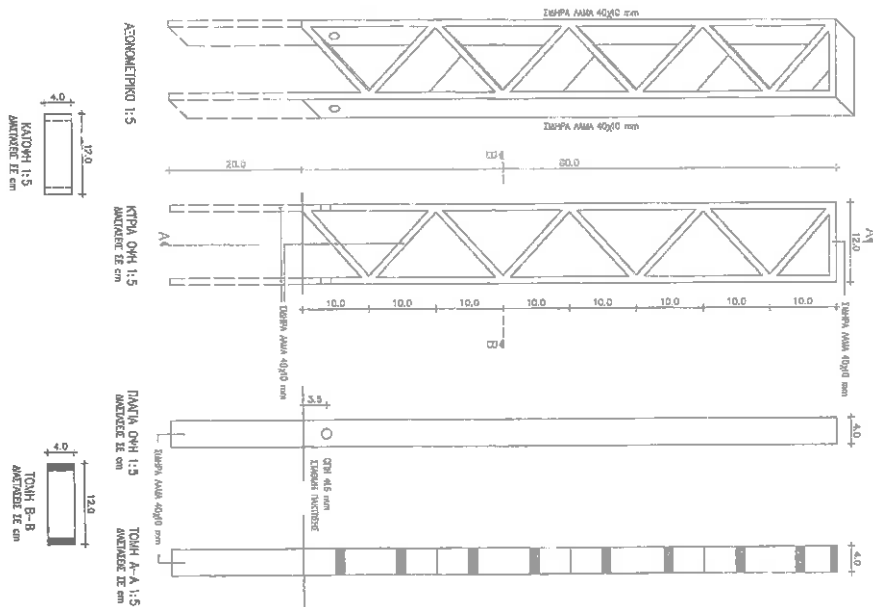 ΣΙΔΗΡΑ ΛΑΜΑ 40χ10 mm
ΑΞΟΝΟΜΕΤΡΙΚΟ 1:5
ΣΙΔΗΡΑ ΛΑΜΑ 40χ10 mm
4.0
12.0
ΚΑΤΟΨΗ 1:5
ΔΙΑΣΤΑΣΕΙΣ ΣΕ cm
20.0
B
80.0
ΚΥΡΙΑ ΟΨΗ 1:5
ΔΙΑΣΤΑΣΕΙΣ ΣΕ cm
A
A
12.0
10.0
10.0
10.0
10.0
10.0
10.0
10.0
10.0
B
ΣΙΔΗΡΑ ΛΑΜΑ 40χ10 mm
ΣΙΔΗΡΑ ΛΑΜΑ 40χ10 mm
ΠΛΑΓΙΑ ΟΨΗ 1:5
ΔΙΑΣΤΑΣΕΙΣ ΣΕ cm
3.5
4.0
ΣΙΔΗΡΑ ΛΑΜΑ 40χ10 mm
ΟΠΗ
mm
ΣΤΑΘΜΗ ΠΑΚΤΩΣΗΣ
4.0
12.0
ΤΟΜΗ Β-Β
ΔΙΑΣΤΑΣΕΙΣ ΣΕ cm
ΤΟΜΗ Α-Α 1:5
ΔΙΑΣΤΑΣΕΙΣ ΣΕ cm
4.0